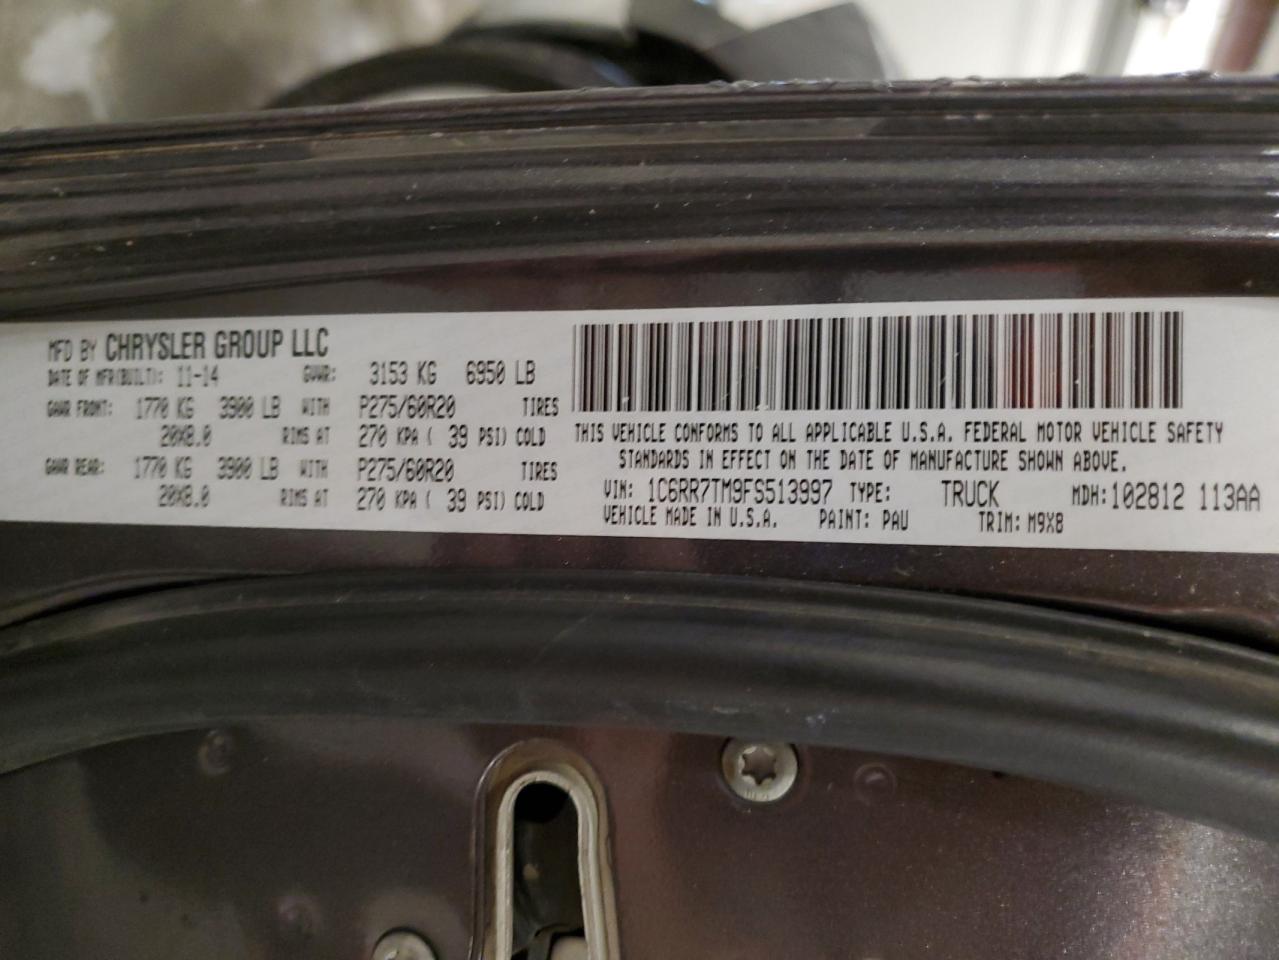 MFD BY CHRYSLER GROUP LLC
DATE OF MFR(BUILT): 11-14 GVWR: 3153 KG 6950 LB
GAWR FRONT: 1770 KG 3900 LB WITH P275/60R20 TIRES
20X8.0 RIMS AT 270 KPA ( 39 PSI) COLD
GAWR REAR: 1770 KG 3900 LB WITH P275/60R20 TIRES
20X8.0 RIMS AT 270 KPA ( 39 PSI) COLD
THIS VEHICLE CONFORMS TO ALL APPLICABLE U.S.A. FEDERAL MOTOR VEHICLE SAFETY
STANDARDS IN EFFECT ON THE DATE OF MANUFACTURE SHOWN ABOVE.
VIN: 1C6RR7TM9FS513997 TYPE: TRUCK MDH:102812 113AA
VEHICLE MADE IN U.S.A. PAINT: PAU TRIM: M9X8